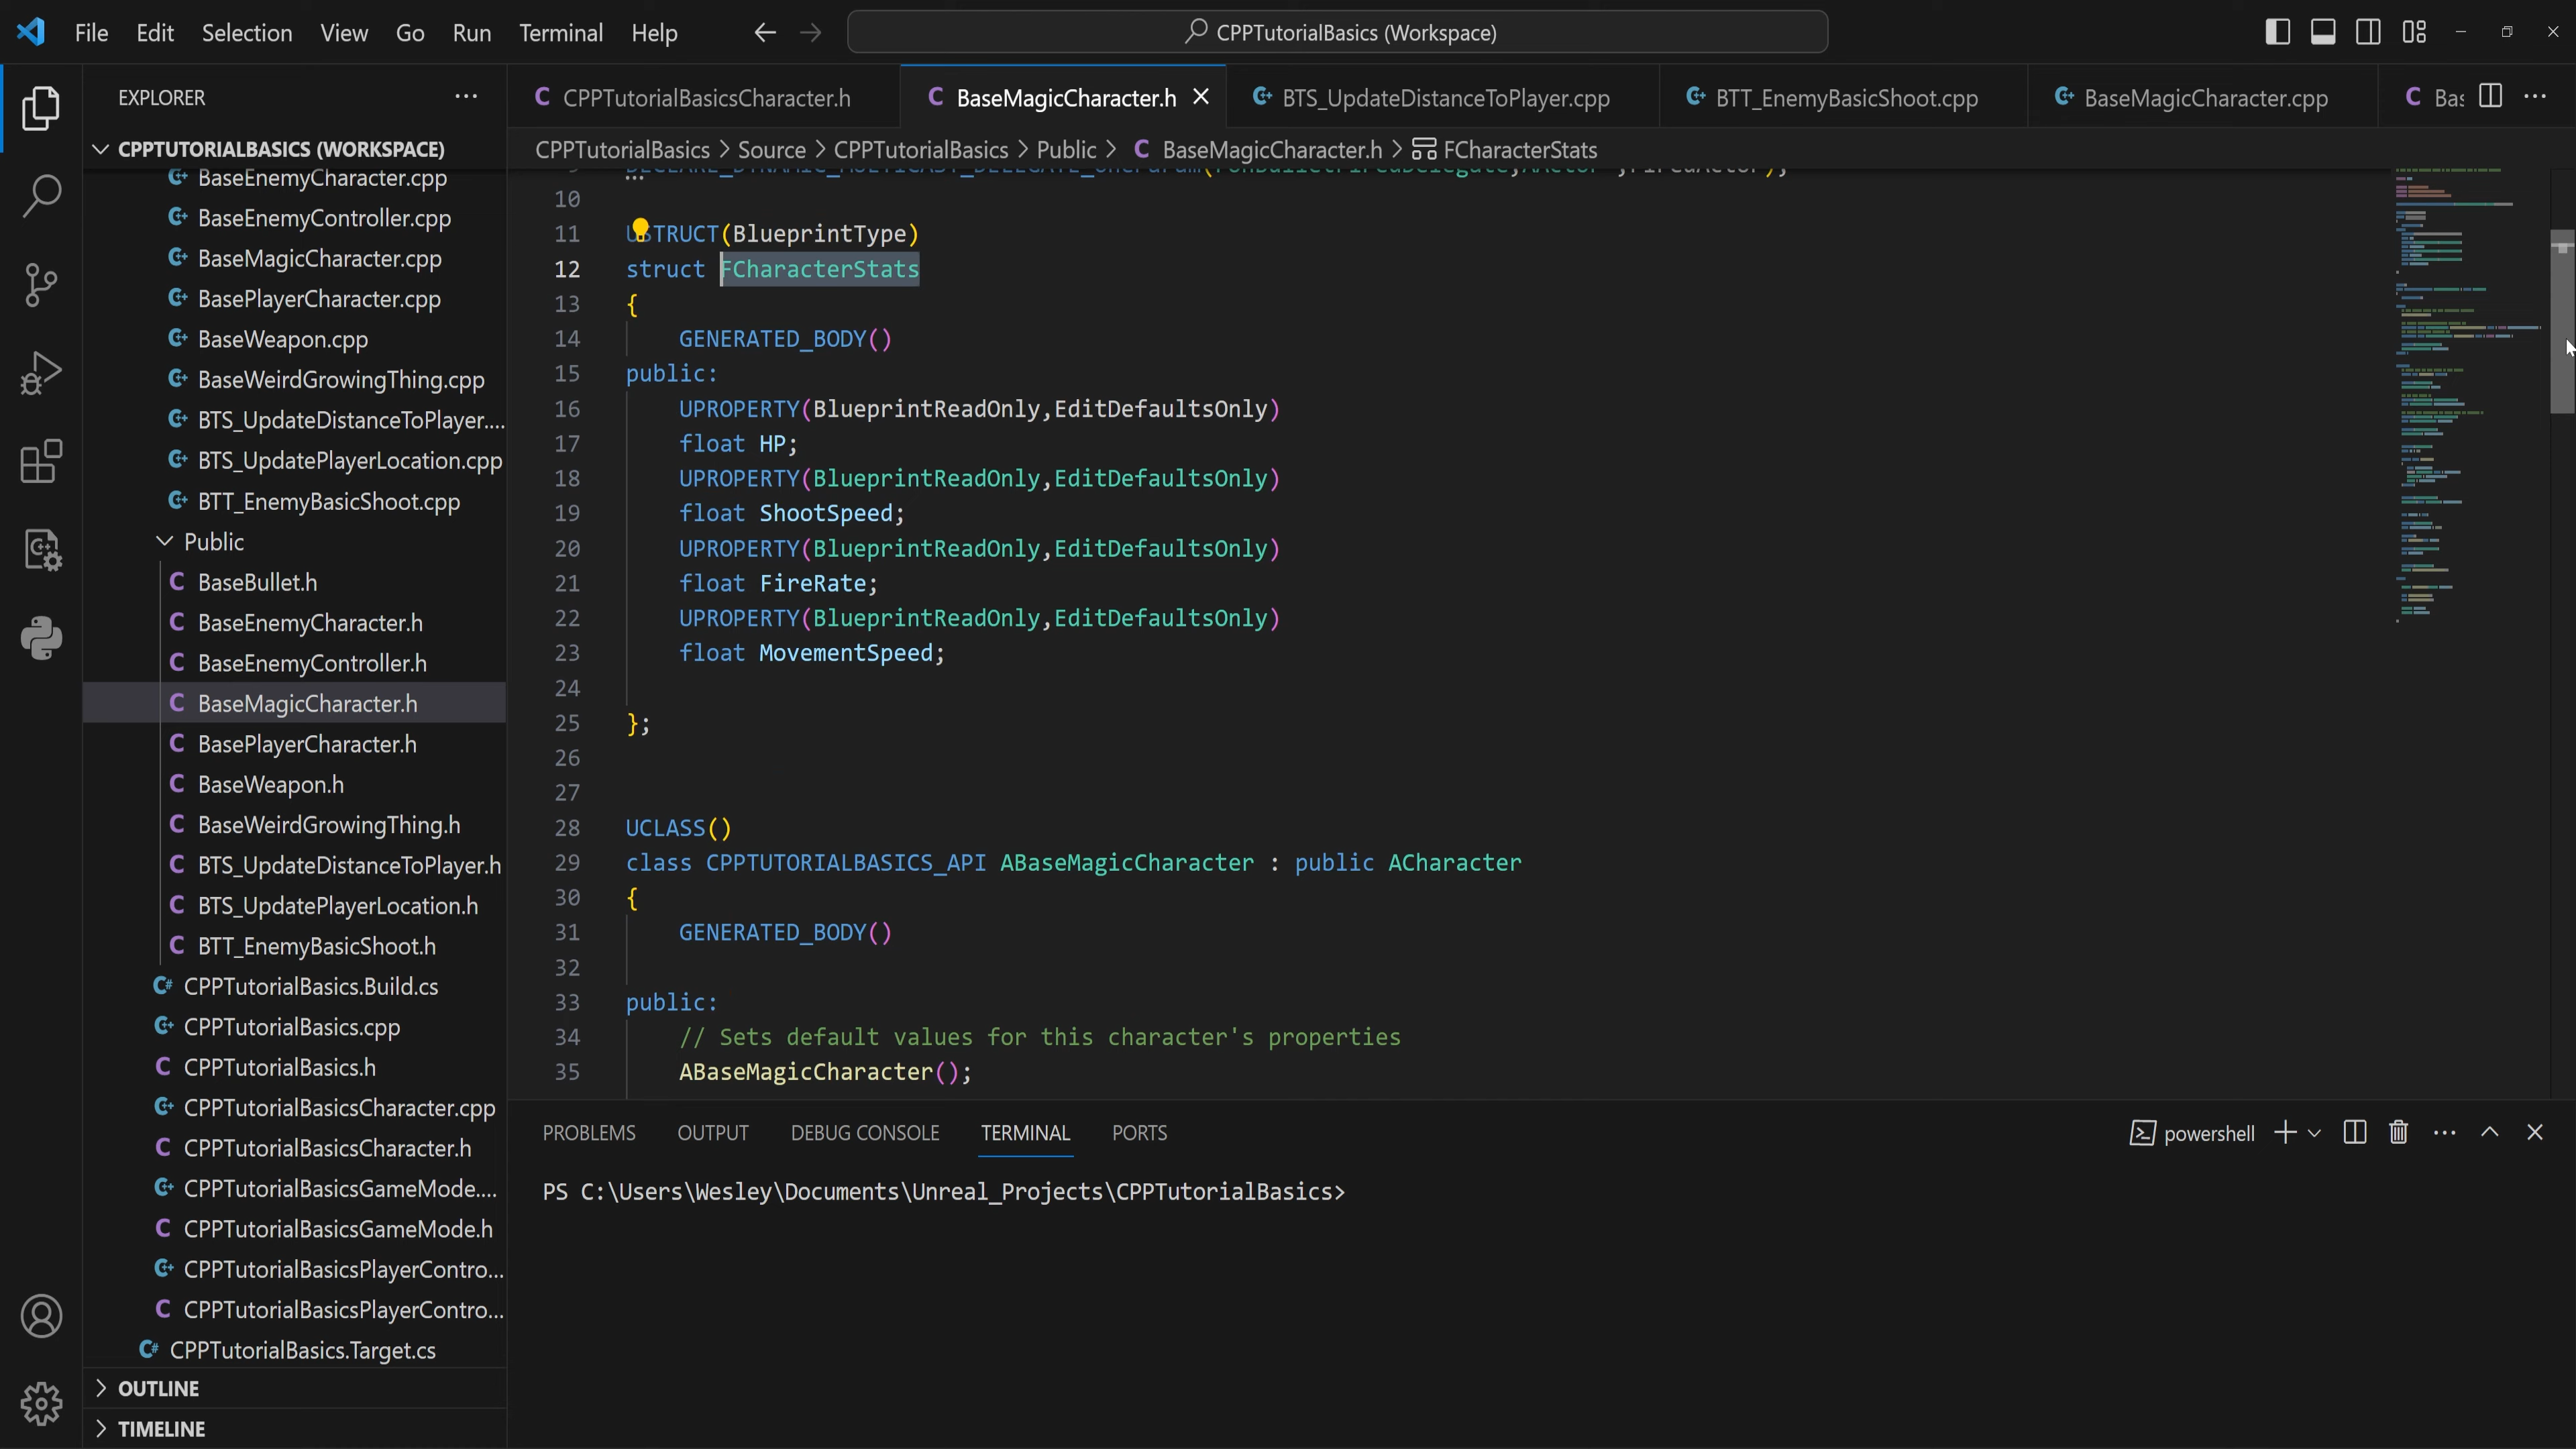 File Edit Selection View Go Run Terminal Help
CPPTutorialBasics (Workspace)
EXPLORER
CPPTUTORIALBASICS (WORKSPACE)
BaseEnemyCharacter.cpp
BaseEnemyController.cpp
BaseMagicCharacter.cpp
BasePlayerCharacter.cpp
BaseWeapon.cpp
BaseWeirdGrowingThing.cpp
BTS_UpdateDistanceToPlayer....
BTS_UpdatePlayerLocation.cpp
BTT_EnemyBasicShoot.cpp
Public
BaseBullet.h
BaseEnemyCharacter.h
BaseEnemyController.h
BaseMagicCharacter.h
BasePlayerCharacter.h
BaseWeapon.h
BaseWeirdGrowingThing.h
BTS_UpdateDistanceToPlayer.h
BTS_UpdatePlayerLocation.h
BTT_EnemyBasicShoot.h
CPPTutorialBasics.Build.cs
CPPTutorialBasics.cpp
CPPTutorialBasics.h
CPPTutorialBasicsCharacter.cpp
CPPTutorialBasicsCharacter.h
CPPTutorialBasicsGameMode....
CPPTutorialBasicsGameMode.h
CPPTutorialBasicsPlayerContro...
CPPTutorialBasicsPlayerContro...
CPPTutorialBasics.Target.cs
OUTLINE
TIMELINE
CPPTutorialBasicsCharacter.h BaseMagicCharacter.h BTS_UpdateDistanceToPlayer.cpp BTT_EnemyBasicShoot.cpp BaseMagicCharacter.cpp Bas
CPPTutorialBasics > Source > CPPTutorialBasics > Public > BaseMagicCharacter.h > FCharacterStats
10
11 USTRUCT(BlueprintType)
12 struct FCharacterStats
13 {
14 GENERATED_BODY()
15 public:
16 UPROPERTY(BlueprintReadOnly,EditDefaultsOnly)
17 float HP;
18 UPROPERTY(BlueprintReadOnly,EditDefaultsOnly)
19 float ShootSpeed;
20 UPROPERTY(BlueprintReadOnly,EditDefaultsOnly)
21 float FireRate;
22 UPROPERTY(BlueprintReadOnly,EditDefaultsOnly)
23 float MovementSpeed;
24
25 };
26
27
28 UCLASS()
29 class CPPTUTORIALBASICS_API ABaseMagicCharacter : public ACharacter
30 {
31 GENERATED_BODY()
32
33 public:
34 // Sets default values for this character's properties
35 ABaseMagicCharacter();
PROBLEMS OUTPUT DEBUG CONSOLE TERMINAL PORTS
powershell
PS C:\Users\Wesley\Documents\Unreal_Projects\CPPTutorialBasics>